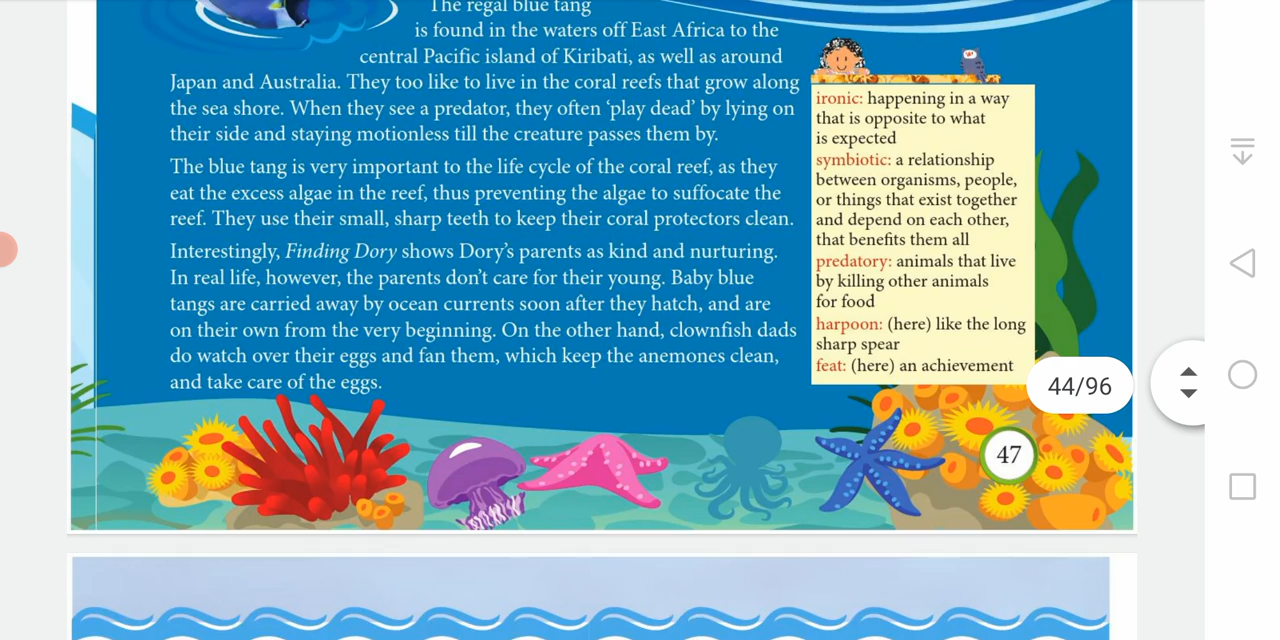 The regal blue tang
is found in the waters off East Africa to the
central Pacific island of Kiribati, as well as around
Japan and Australia. They too like to live in the coral reefs that grow along
the sea shore. When they see a predator, they often ‘play dead’ by lying on
their side and staying motionless till the creature passes them by.
The blue tang is very important to the life cycle of the coral reef, as they
eat the excess algae in the reef, thus preventing the algae to suffocate the
reef. They use their small, sharp teeth to keep their coral protectors clean.
Interestingly, Finding Dory shows Dory’s parents as kind and nurturing.
In real life, however, the parents don’t care for their young. Baby blue
tangs are carried away by ocean currents soon after they hatch, and are
on their own from the very beginning. On the other hand, clownfish dads
do watch over their eggs and fan them, which keep the anemones clean,
and take care of the eggs.
ironic: happening in a way
that is opposite to what
is expected
symbiotic: a relationship
between organisms, people,
or things that exist together
and depend on each other,
that benefits them all
predatory: animals that live
by killing other animals
for food
harpoon: (here) like the long
sharp spear
feat: (here) an achievement
44/96
47